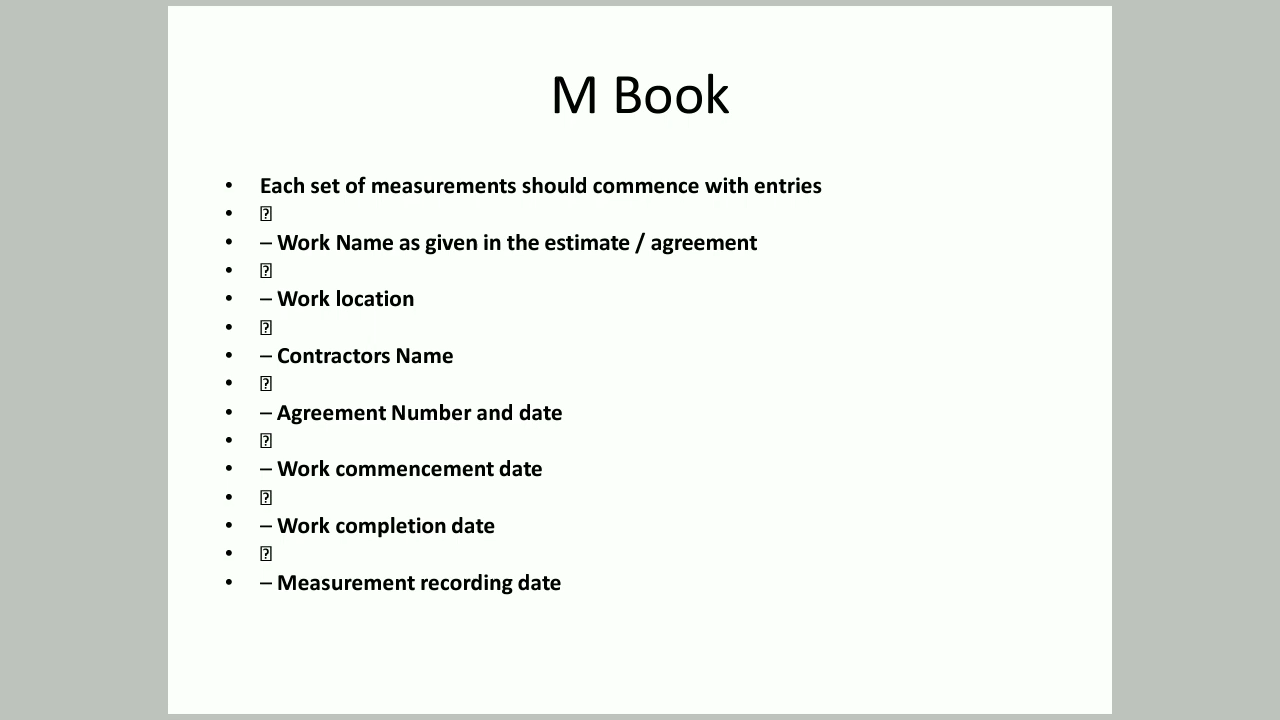 M Book
• Each set of measurements should commence with entries
• 
• – Work Name as given in the estimate / agreement
• 
• – Work location
• 
• – Contractors Name
• 
• – Agreement Number and date
• 
• – Work commencement date
• 
• – Work completion date
• 
• – Measurement recording date